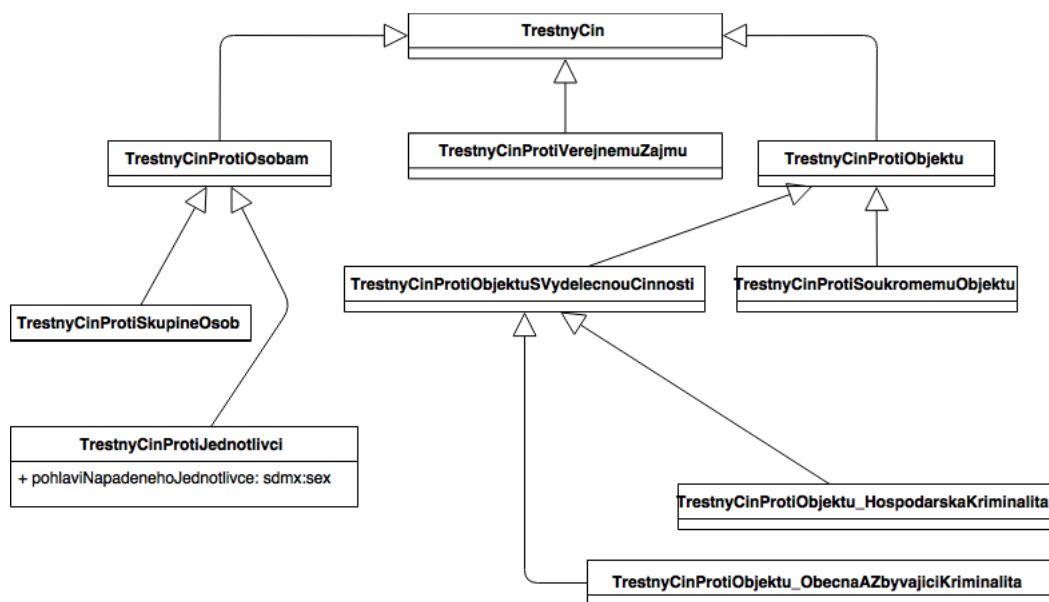 TrestnyCin
TrestnyCinProtiOsobam
TrestnyCinProtiVerejnemuZajmu
TrestnyCinProtiObjektu
TrestnyCinProtiObjektuSVydelecnouCinnosti
TrestnyCinProtiSoukromemuObjektu
TrestnyCinProtiSkupineOsob
TrestnyCinProtiJednotlivci
+ pohlaviNapadenehoJednotlivce: sdmx:sex
TrestnyCinProtiObjektu_HospodarskaKriminalita
TrestnyCinProtiObjektu_ObecnaAZbyvajiciKriminalita